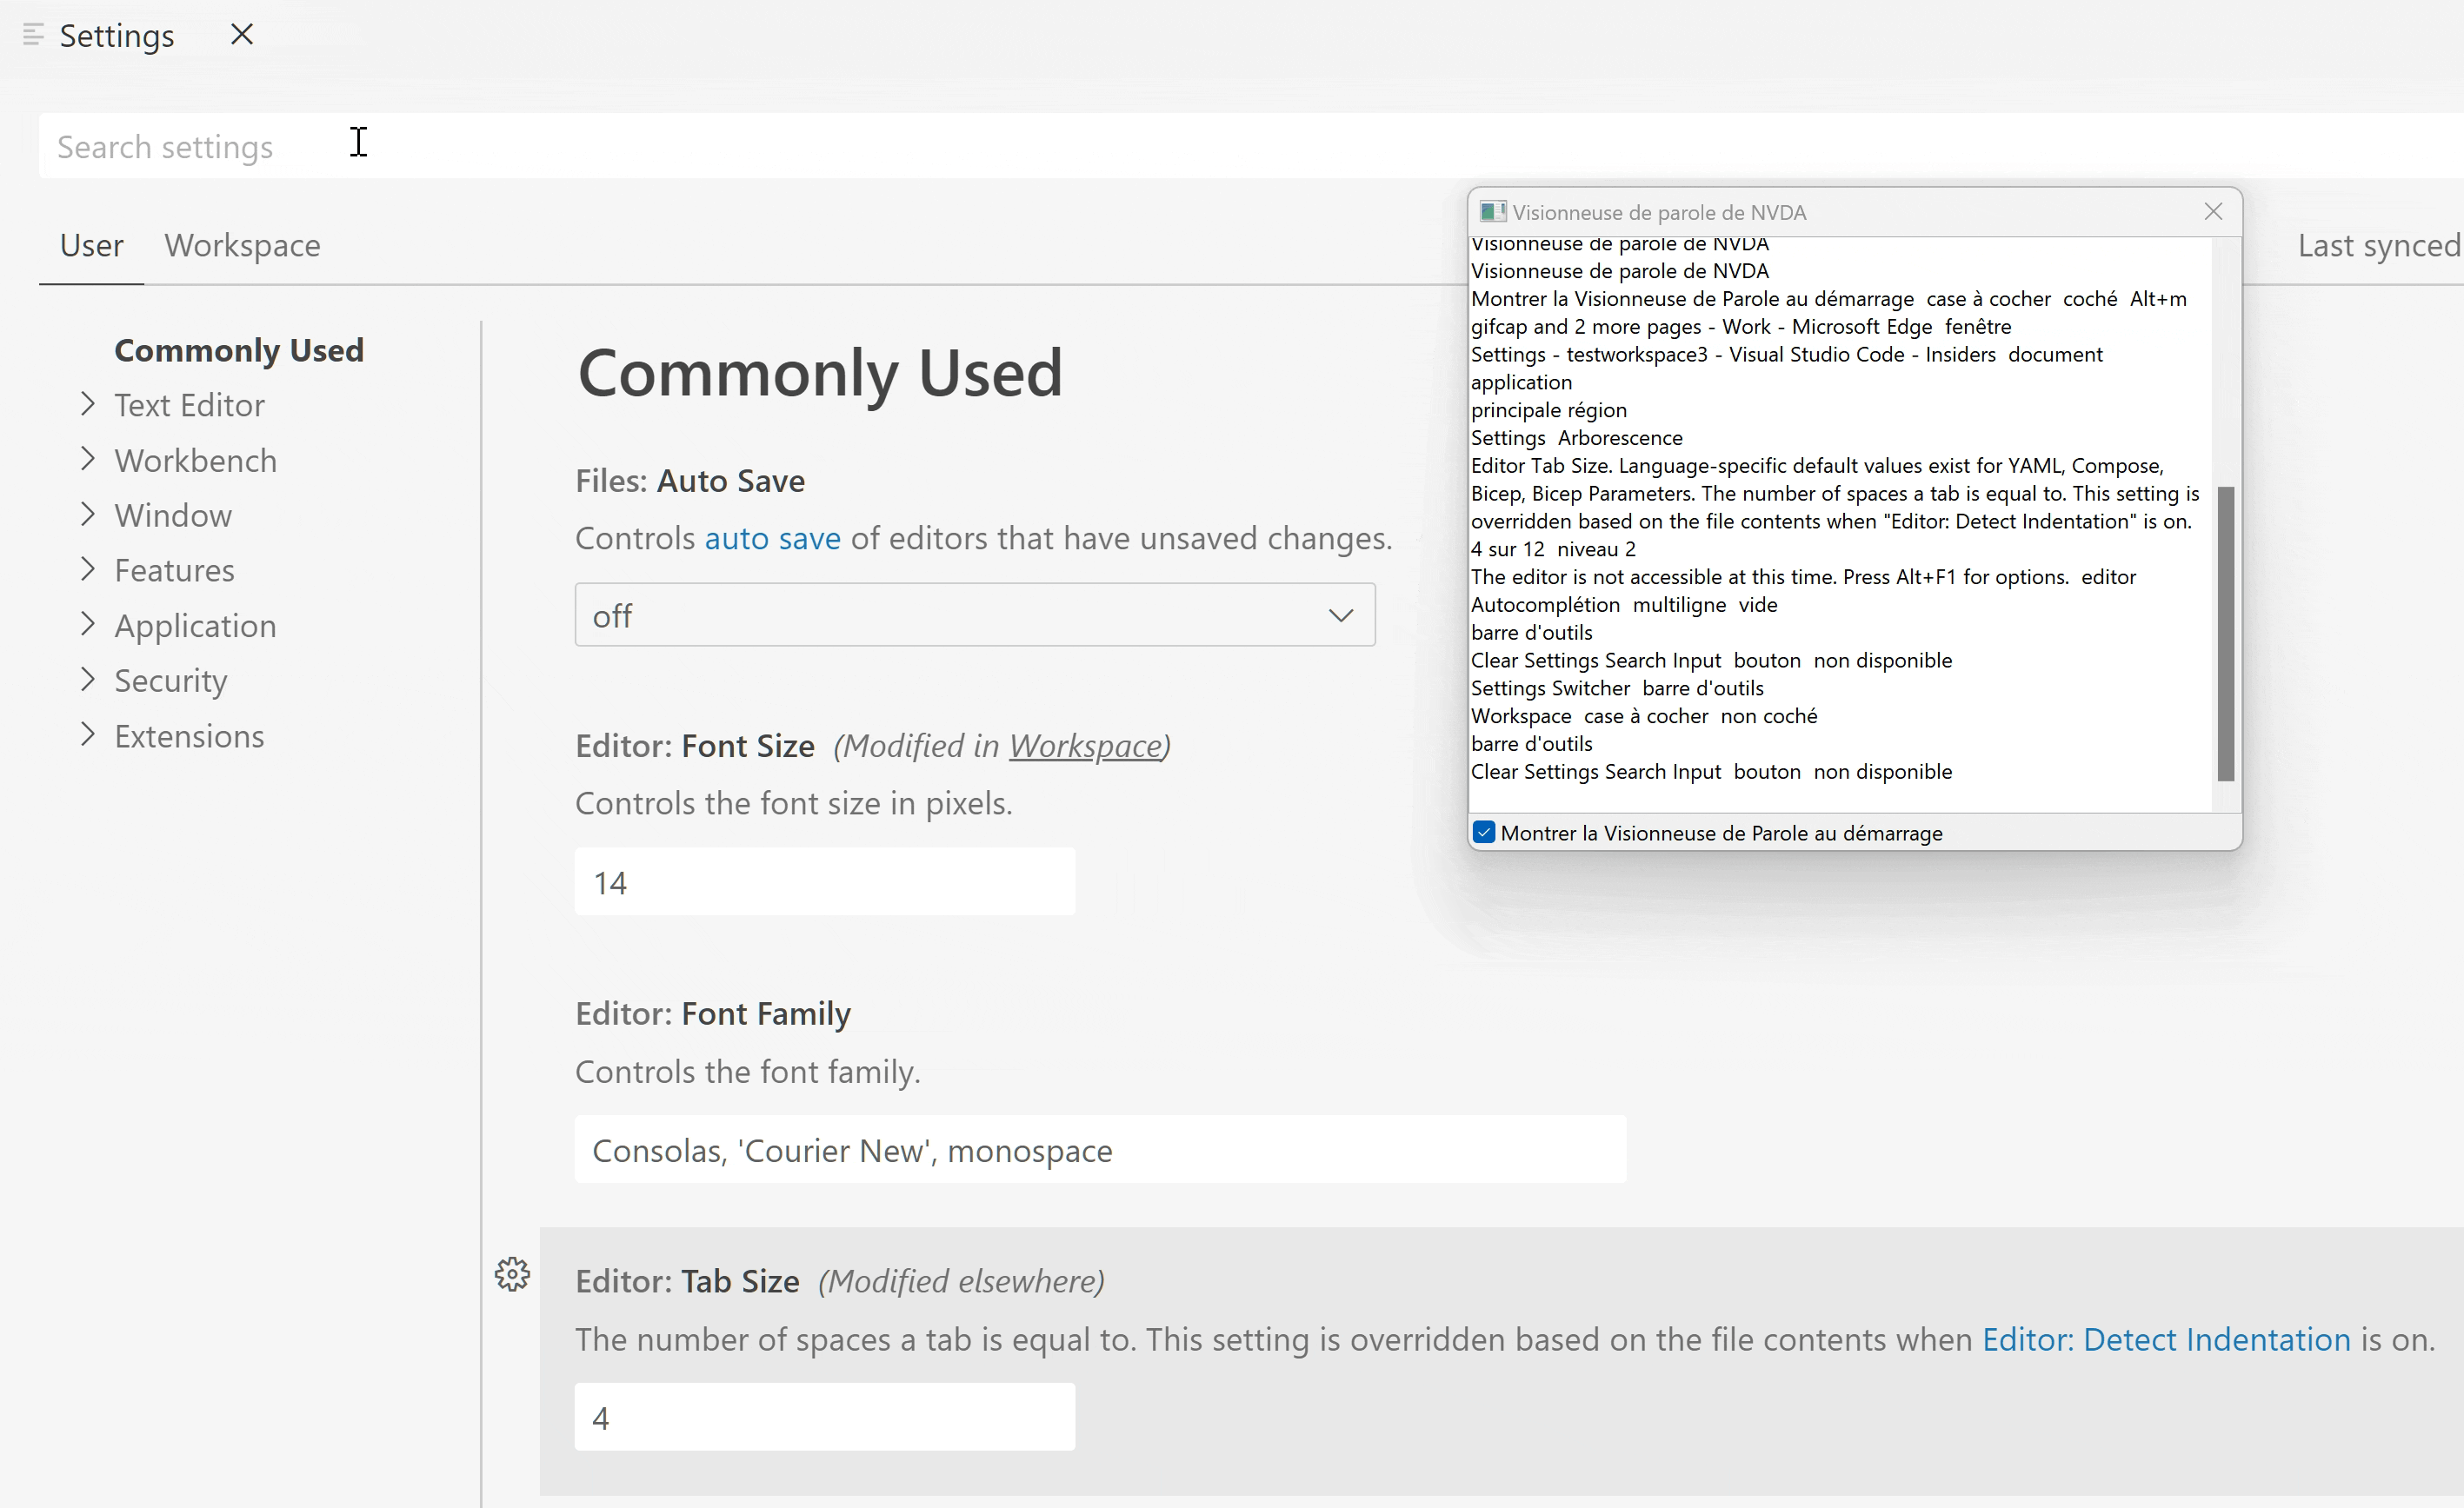 Settings
Search settings
User Workspace
Last synced
Commonly Used
Text Editor
Workbench
Window
Features
Application
Security
Extensions
Commonly Used
Files: Auto Save
Controls auto save of editors that have unsaved changes.
off
Editor: Font Size (Modified in Workspace)
Controls the font size in pixels.
14
Editor: Font Family
Controls the font family.
Consolas, 'Courier New', monospace
Editor: Tab Size (Modified elsewhere)
The number of spaces a tab is equal to. This setting is overridden based on the file contents when Editor: Detect Indentation is on.
4
Visionneuse de parole de NVDA
Visionneuse de parole de NVDA
Visionneuse de parole de NVDA
Montrer la Visionneuse de Parole au démarrage case à cocher coché Alt+m
gifcap and 2 more pages - Work - Microsoft Edge fenêtre
Settings - testworkspace3 - Visual Studio Code - Insiders document
application
principale région
Settings Arborescence
Editor Tab Size. Language-specific default values exist for YAML, Compose,
Bicep, Bicep Parameters. The number of spaces a tab is equal to. This setting is
overridden based on the file contents when "Editor: Detect Indentation" is on.
4 sur 12 niveau 2
The editor is not accessible at this time. Press Alt+F1 for options. editor
Autocomplétion multiligne vide
barre d'outils
Clear Settings Search Input bouton non disponible
Settings Switcher barre d'outils
Workspace case à cocher non coché
barre d'outils
Clear Settings Search Input bouton non disponible
Montrer la Visionneuse de Parole au démarrage